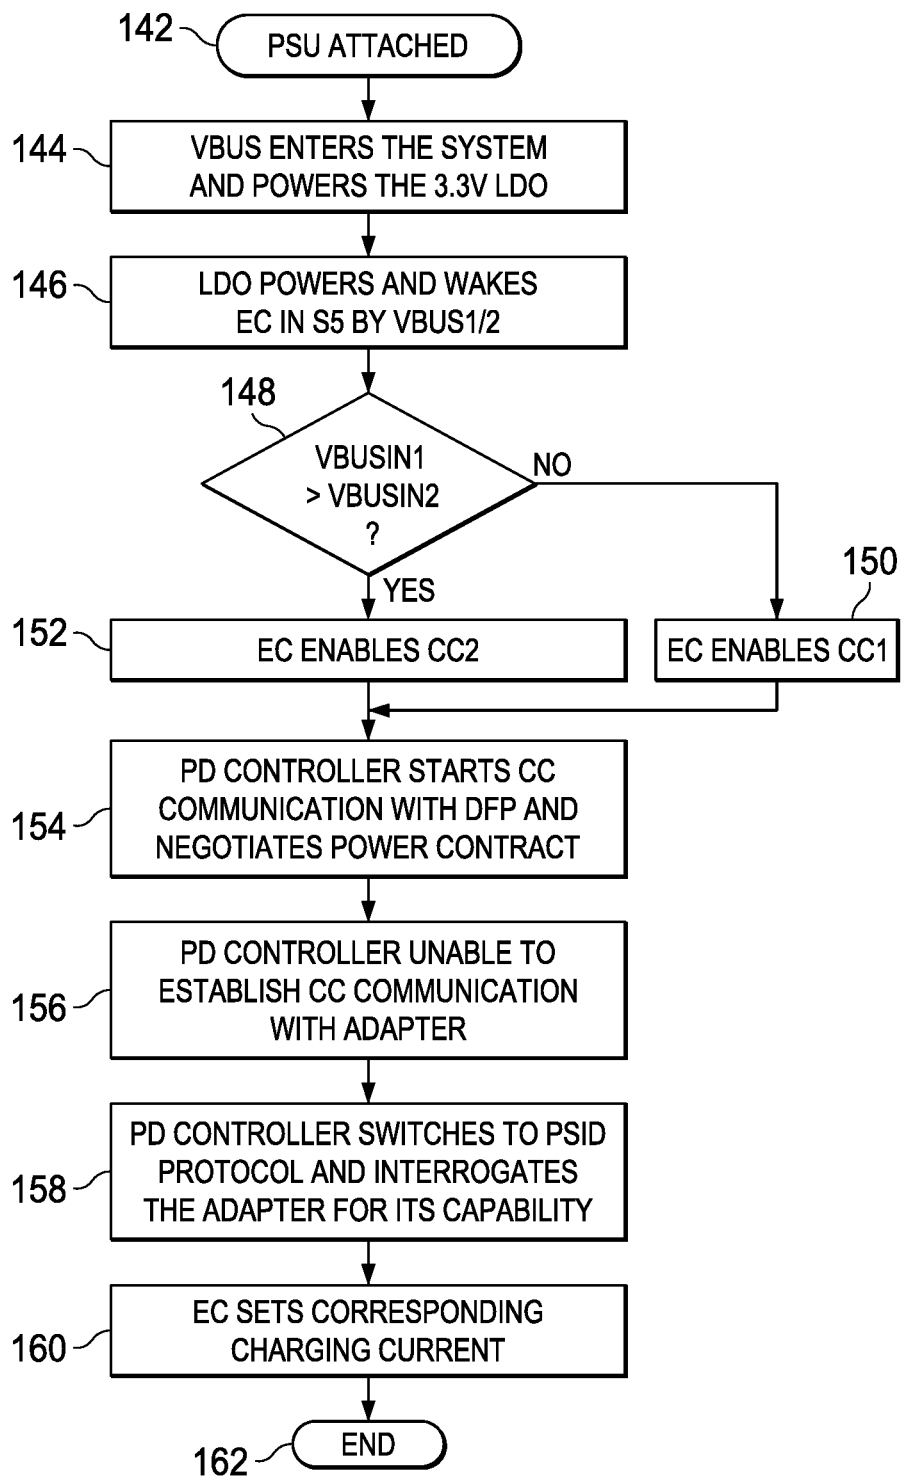 142
PSU ATTACHED
144
VBUS ENTERS THE SYSTEM
AND POWERS THE 3.3V LDO
146
LDO POWERS AND WAKES
EC IN S5 BY VBUS1/2
148
VBUSIN1
> VBUSIN2
?
NO
YES
150
152
EC ENABLES CC2
EC ENABLES CC1
154
PD CONTROLLER STARTS CC
COMMUNICATION WITH DFP AND
NEGOTIATES POWER CONTRACT
156
PD CONTROLLER UNABLE TO
ESTABLISH CC COMMUNICATION
WITH ADAPTER
158
PD CONTROLLER SWITCHES TO PSID
PROTOCOL AND INTERROGATES
THE ADAPTER FOR ITS CAPABILITY
160
EC SETS CORRESPONDING
CHARGING CURRENT
162
END